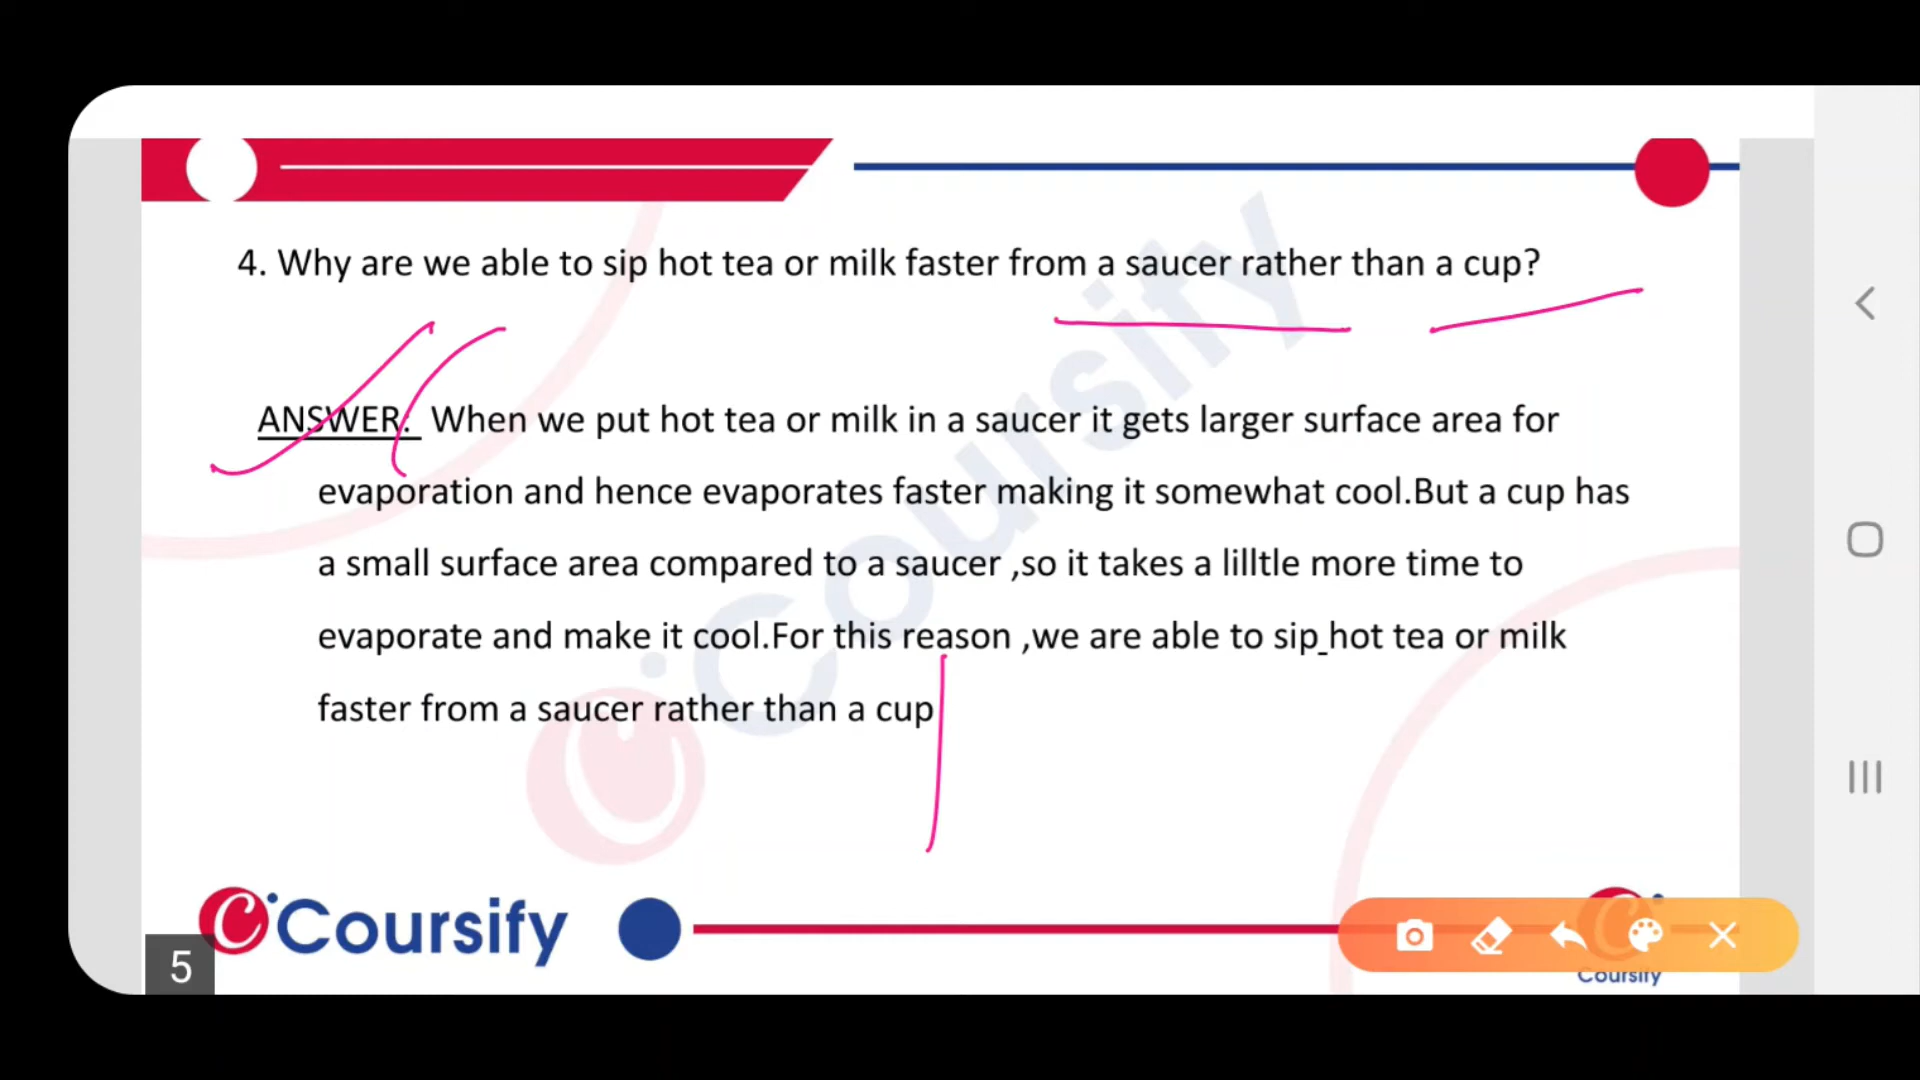 4. Why are we able to sip hot tea or milk faster from a saucer rather than a cup?
ANSWER: When we put hot tea or milk in a saucer it gets larger surface area for
evaporation and hence evaporates faster making it somewhat cool.But a cup has
a small surface area compared to a saucer ,so it takes a lilltle more time to
evaporate and make it cool.For this reason ,we are able to sip hot tea or milk
faster from a saucer rather than a cup
Coursify
Coursify
5
Coursify